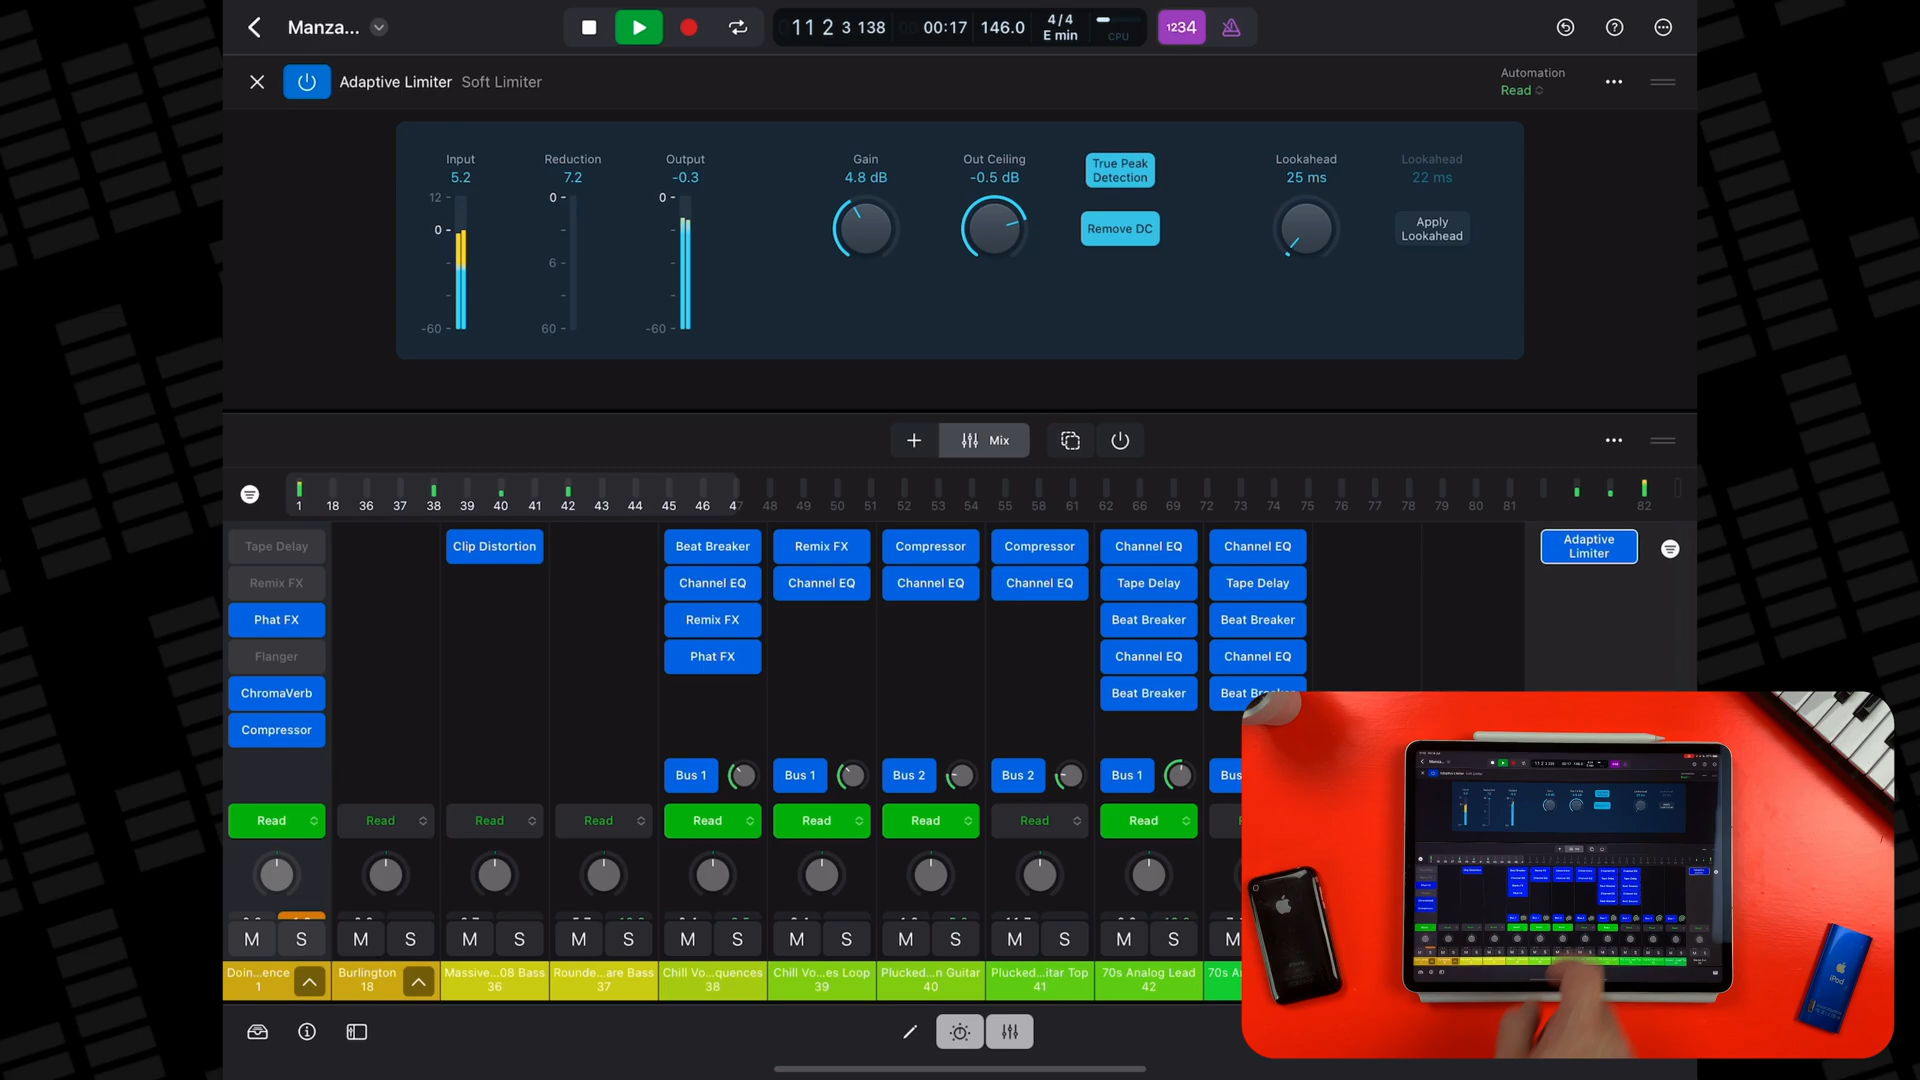 Manza...
11 2 3 138
00:17
146.0
4/4
E min
CPU
1234
Adaptive Limiter Soft Limiter
Automation
Read
Input
5.2
Reduction
7.2
Output
-0.3
Gain
4.8 dB
Out Ceiling
-0.5 dB
True Peak
Detection
Remove DC
Lookahead
25 ms
Lookahead
22 ms
Apply
Lookahead
12
0
-60
0
6
60
0
-60
Mix
1 18 36 37 38 39 40 41 42 43 44 45 46 47 48 49 50 51 52 53 54 55 58 61 62 66 69 71 72 73 75 76 77 78 79 80 81 82
Tape Delay
Remix FX
Phat FX
Flanger
ChromaVerb
Compressor
Clip Distortion
Beat Breaker
Channel EQ
Remix FX
Phat FX
Remix FX
Channel EQ
Compressor
Channel EQ
Compressor
Channel EQ
Channel EQ
Tape Delay
Beat Breaker
Channel EQ
Beat Breaker
Channel EQ
Tape Delay
Beat Breaker
Channel EQ
Adaptive
Limiter
Bus 1 Bus 1 Bus 2 Bus 2 Bus 1
Read Read Read Read Read Read Read Read Read
M S M S M S M S M S M S M S M S M S M
Doin...ence
1
Burlington
18
Massive...08 Bass
36
Rounde...are Bass
37
Chill Vo...quences
38
Chill Vo...es Loop
39
Plucked...n Guitar
40
Plucked...itar Top
41
70s Analog Lead
42
iPod